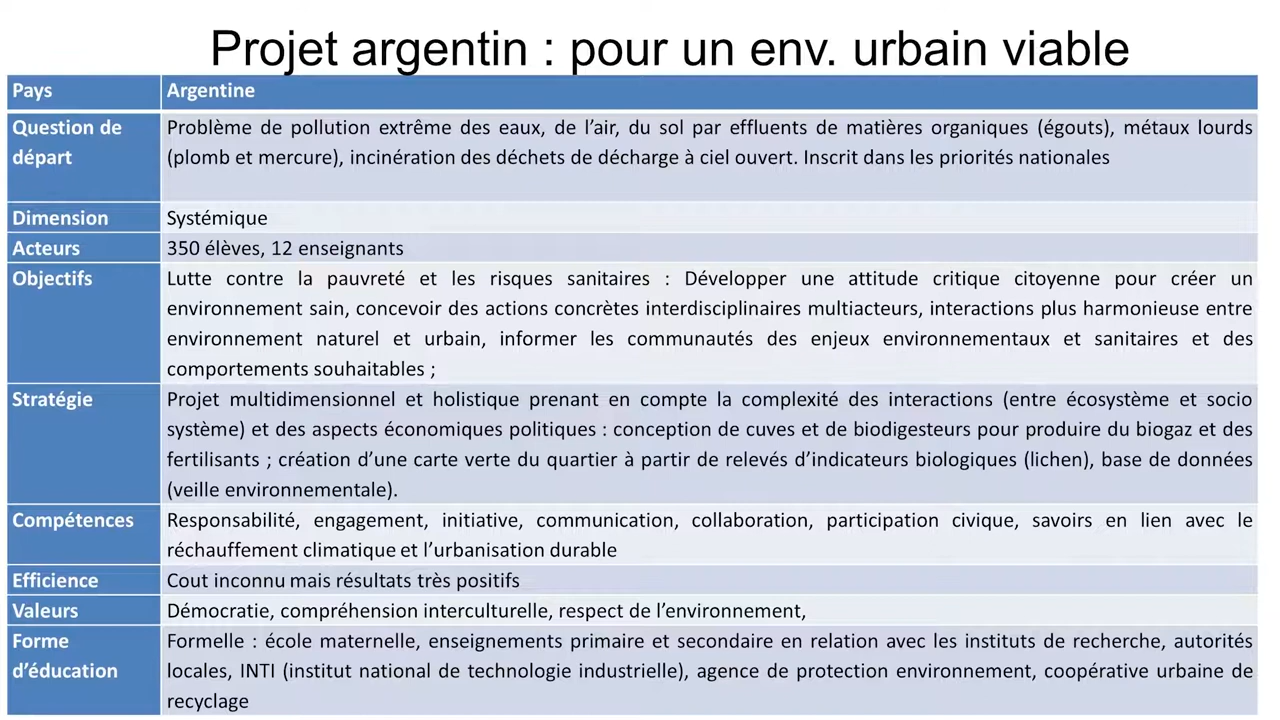 Projet argentin : pour un env. urbain viable
Pays
Argentine
Question de
départ
Problème de pollution extrême des eaux, de l'air, du sol par effluents de matières organiques (égouts), métaux lourds
(plomb et mercure), incinération des déchets de décharge à ciel ouvert. Inscrit dans les priorités nationales
Dimension
Systémique
Acteurs
350 élèves, 12 enseignants
Objectifs
Lutte contre la pauvreté et les risques sanitaires : Développer une attitude critique citoyenne pour créer un
environnement sain, concevoir des actions concrètes interdisciplinaires multiacteurs, interactions plus harmonieuse entre
environnement naturel et urbain, informer les communautés des enjeux environnementaux et sanitaires et des
comportements souhaitables ;
Stratégie
Projet multidimensionnel et holistique prenant en compte la complexité des interactions (entre écosystème et socio
système) et des aspects économiques politiques : conception de cuves et de biodigesteurs pour produire du biogaz et des
fertilisants ; création d'une carte verte du quartier à partir de relevés d'indicateurs biologiques (lichen), base de données
(veille environnementale).
Compétences
Responsabilité, engagement, initiative, communication, collaboration, participation civique, savoirs en lien avec le
réchauffement climatique et l'urbanisation durable
Efficience
Cout inconnu mais résultats très positifs
Valeurs
Démocratie, compréhension interculturelle, respect de l'environnement,
Forme
d'éducation
Formelle : école maternelle, enseignements primaire et secondaire en relation avec les instituts de recherche, autorités
locales, INTI (institut national de technologie industrielle), agence de protection environnement, coopérative urbaine de
recyclage